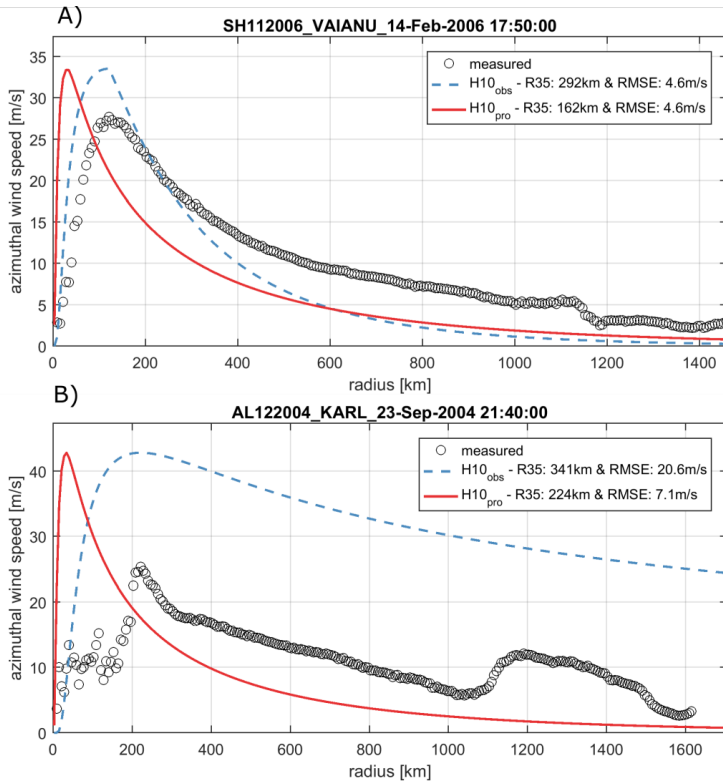 A)
SH112006_VAIANU_14-Feb-2006 17:50:00
35
30
25
20
15
10
5
0
azimuthal wind speed [m/s]
measured
H10obs - R35: 292km & RMSE: 4.6m/s
H10pro - R35: 162km & RMSE: 4.6m/s
0 200 400 600 800 1000 1200 1400
radius [km]
B)
AL122004_KARL_23-Sep-2004 21:40:00
40
30
20
10
0
azimuthal wind speed [m/s]
measured
H10obs - R35: 341km & RMSE: 20.6m/s
H10pro - R35: 224km & RMSE: 7.1m/s
0 200 400 600 800 1000 1200 1400 1600
radius [km]